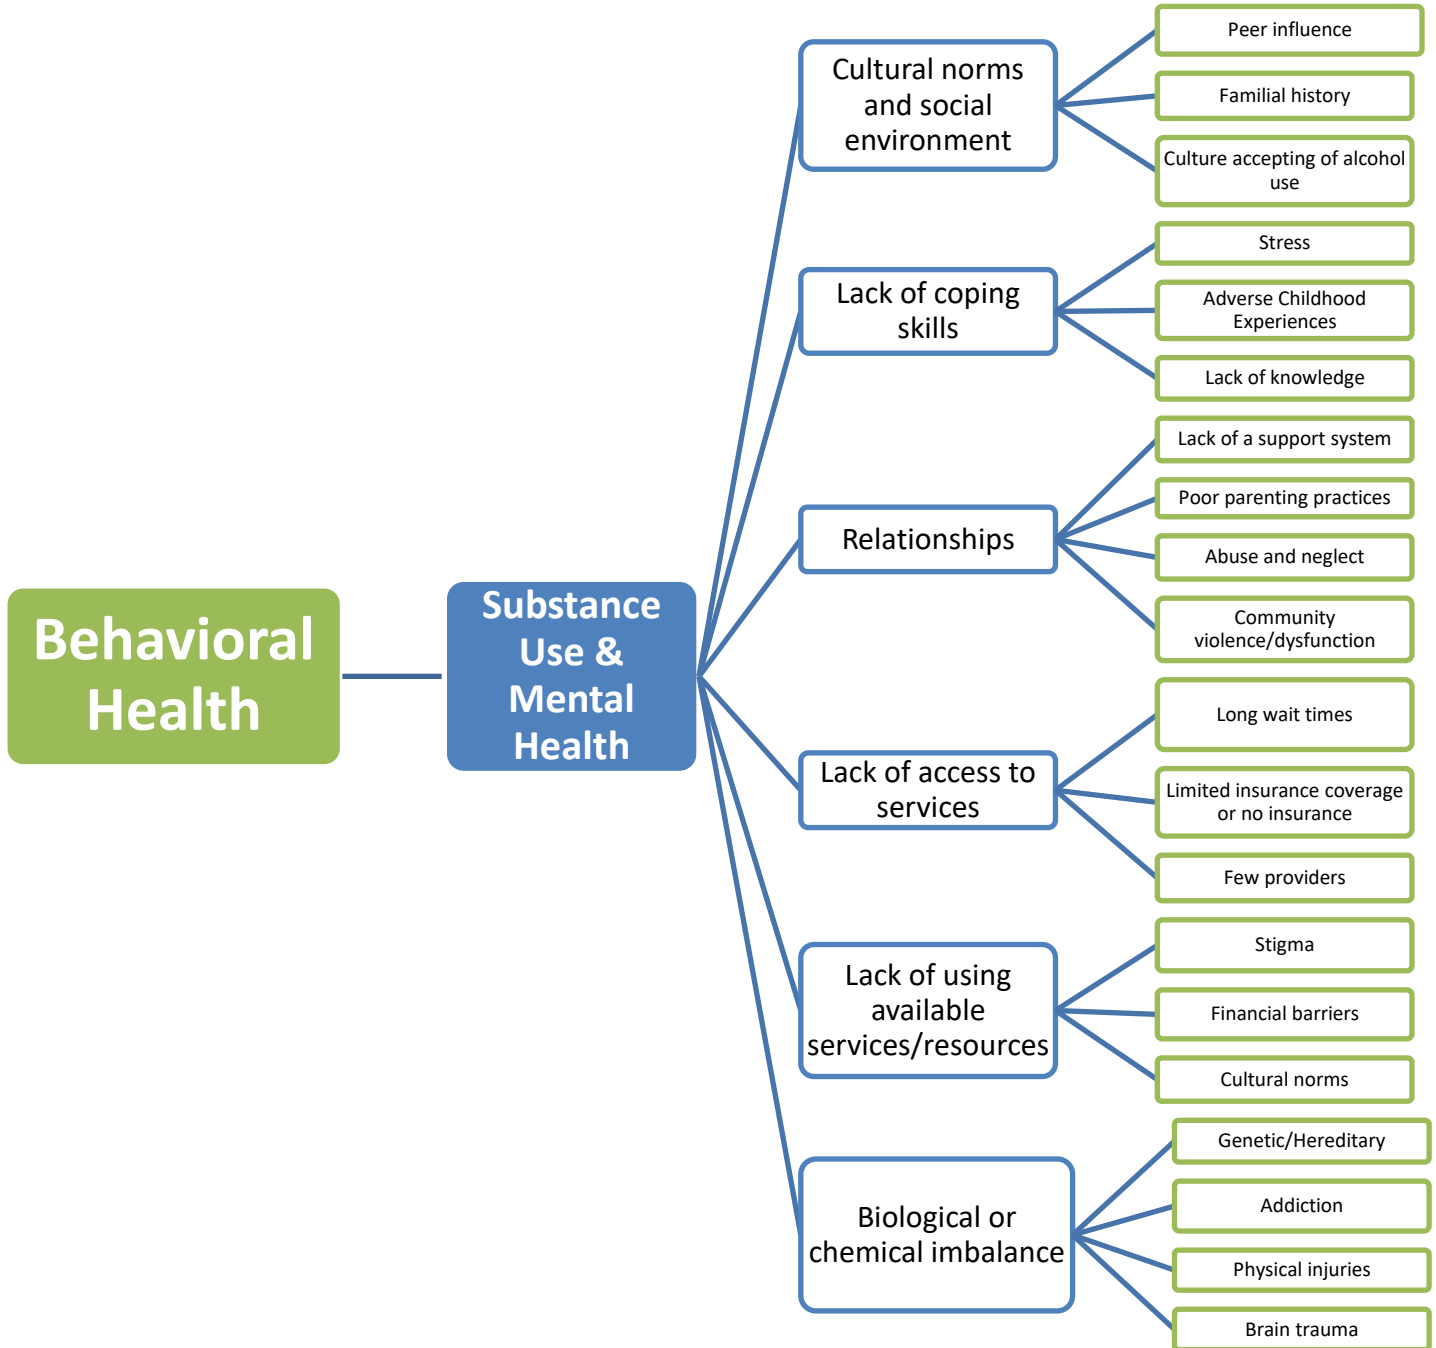 Behavioral
Health
Substance
Use &
Mental
Health
Cultural norms
and social
environment
Peer influence
Familial history
Culture accepting of alcohol
use
Lack of coping
skills
Stress
Adverse Childhood
Experiences
Lack of knowledge
Relationships
Lack of a support system
Poor parenting practices
Abuse and neglect
Community
violence/dysfunction
Lack of access to
services
Long wait times
Limited insurance coverage
or no insurance
Few providers
Lack of using
available
services/resources
Stigma
Financial barriers
Cultural norms
Biological or
chemical imbalance
Genetic/Hereditary
Addiction
Physical injuries
Brain trauma